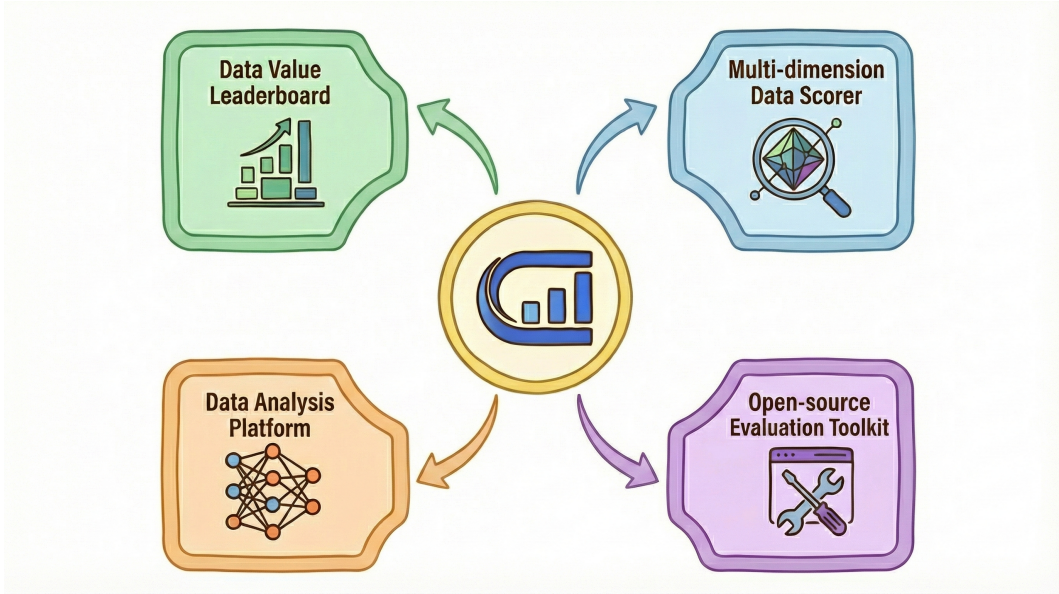 Data Value
Leaderboard
Multi-dimension
Data Scorer
Data Analysis
Platform
Open-source
Evaluation Toolkit